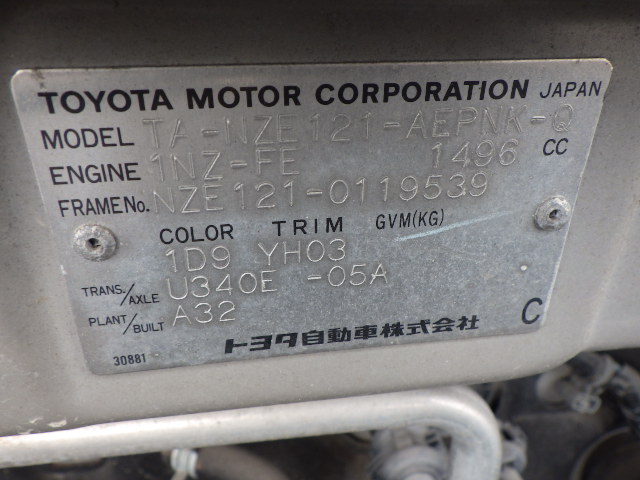 TOYOTA MOTOR CORPORATION JAPAN
MODEL TA-NZE121-AEPNK-Q
ENGINE 1NZ-FE 1496 CC
FRAME No. NZE121-0119539
COLOR TRIM GVM(KG)
1D9 YH03
TRANS./AXLE U340E -05A
PLANT/BUILT A32
30881 トヨタ自動車株式会社 C